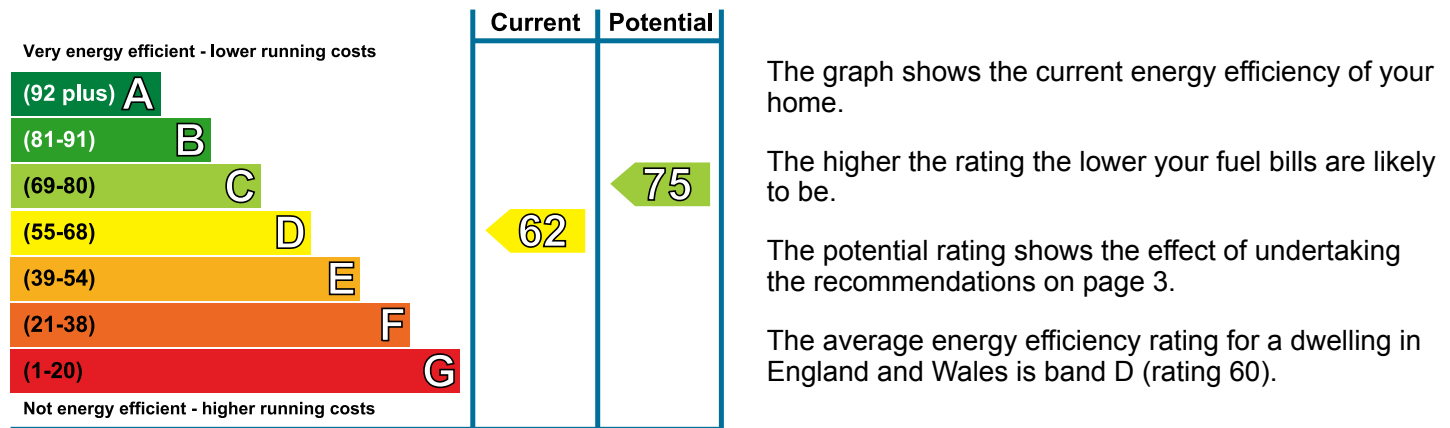 Current Potential
Very energy efficient - lower running costs
(92 plus) A
(81-91) B
(69-80) C
75
(55-68) D
62
(39-54) E
(21-38) F
(1-20) G
Not energy efficient - higher running costs
The graph shows the current energy efficiency of your
home.
The higher the rating the lower your fuel bills are likely
to be.
The potential rating shows the effect of undertaking
the recommendations on page 3.
The average energy efficiency rating for a dwelling in
England and Wales is band D (rating 60).